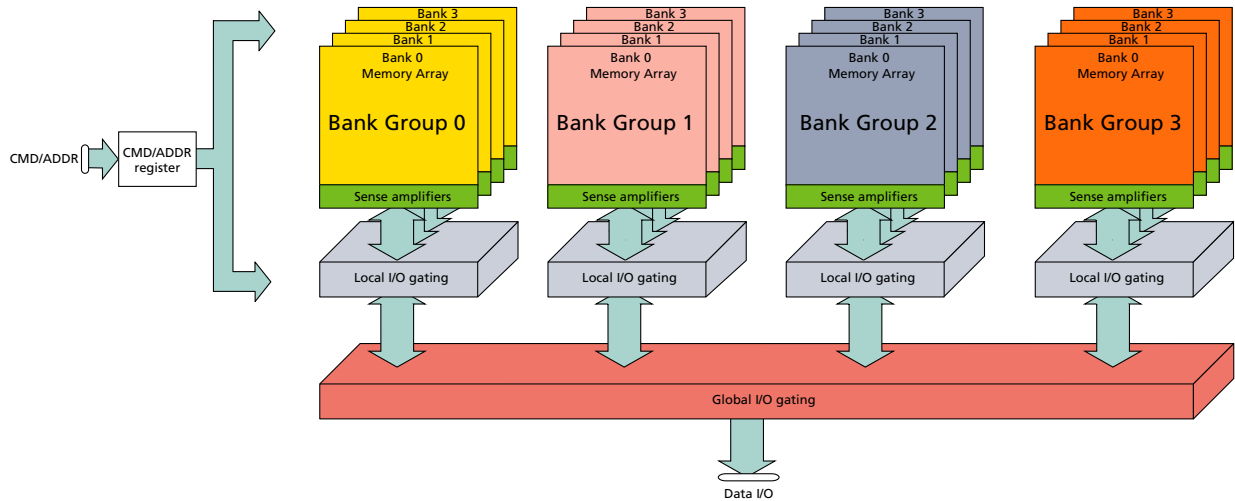 Bank 3
Bank 2
Bank 1
Bank 0
Memory Array
Bank Group 0
Sense amplifiers
Bank 3
Bank 2
Bank 1
Bank 0
Memory Array
Bank Group 1
Sense amplifiers
Bank 3
Bank 2
Bank 1
Bank 0
Memory Array
Bank Group 2
Sense amplifiers
Bank 3
Bank 2
Bank 1
Bank 0
Memory Array
Bank Group 3
Sense amplifiers
CMD/ADDR
CMD/ADDR
register
Local I/O gating
Local I/O gating
Local I/O gating
Local I/O gating
Global I/O gating
Data I/O